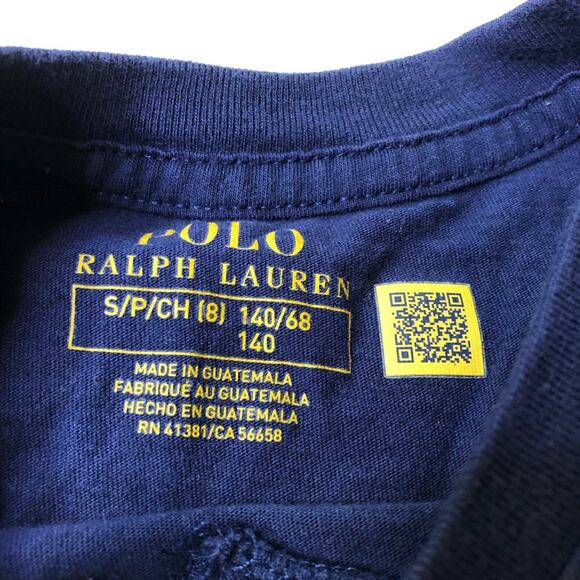 POLO
RALPH LAUREN
S/P/CH (8) 140/68
140
MADE IN GUATEMALA
FABRIQUÉ AU GUATEMALA
HECHO EN GUATEMALA
RN 41381/CA 56658